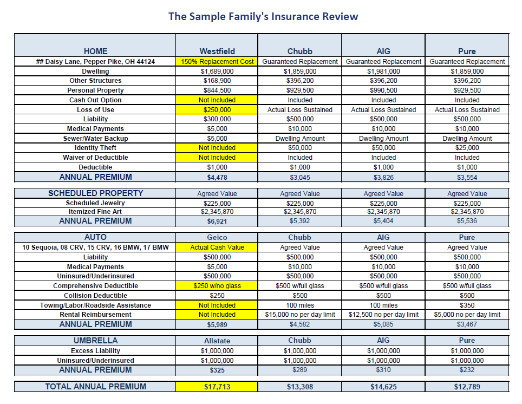 The Sample Family's Insurance Review
HOME Westfield Chubb AIG Pure
## Daisy Lane, Pepper Pike, OH 44124 150% Replacement Cost Guaranteed Replacement Guaranteed Replacement Guaranteed Replacement
Dwelling $1,689,000 $1,859,000 $1,981,000 $1,859,000
Other Structures $168,900 $396,200 $396,200 $396,200
Personal Property $844,500 $929,500 $990,500 $929,500
Cash Out Option Not Included Included Included Included
Loss of Use $250,000 Actual Loss Sustained Actual Loss Sustained Actual Loss Sustained
Liability $300,000 $500,000 $500,000 $500,000
Medical Payments $5,000 $10,000 $10,000 $10,000
Sewer/Water Backup $5,000 Dwelling Amount Dwelling Amount Dwelling Amount
Identity Theft Not Included $50,000 $50,000 $25,000
Waiver of Deductible Not Included Included Included Included
Deductible $1,000 $1,000 $1,000 $1,000
ANNUAL PREMIUM $4,478 $3,045 $3,826 $3,554
SCHEDULED PROPERTY Agreed Value Agreed Value Agreed Value Agreed Value
Scheduled Jewelry $225,000 $225,000 $225,000 $225,000
Itemized Fine Art $2,345,870 $2,345,870 $2,345,870 $2,345,870
ANNUAL PREMIUM $6,921 $5,392 $5,404 $5,536
AUTO Geico Chubb AIG Pure
10 Sequoia, 08 CRV, 15 CRV, 16 BMW, 17 BMW Actual Cash Value Agreed Value Agreed Value Agreed Value
Liability $500,000 $500,000 $500,000 $500,000
Medical Payments $5,000 $10,000 $10,000 $10,000
Uninsured/Underinsured $500,000 $500,000 $500,000 $500,000
Comprehensive Deductible $250 w/no glass $500 w/full glass $500 w/full glass $500 w/full glass
Collision Deductible $250 $500 $500 $500
Towing/Labor/Roadside Assistance Not Included 100 miles 100 miles $350
Rental Reimbursement Not Included $15,000 no per day limit $12,500 no per day limit $5,000 no per day limit
ANNUAL PREMIUM $5,989 $4,582 $5,085 $3,467
UMBRELLA Allstate Chubb AIG Pure
Excess Liability $1,000,000 $1,000,000 $1,000,000 $1,000,000
Uninsured/Underinsured $1,000,000 $1,000,000 $1,000,000 $1,000,000
ANNUAL PREMIUM $325 $289 $310 $232
TOTAL ANNUAL PREMIUM $17,713 $13,308 $14,625 $12,789